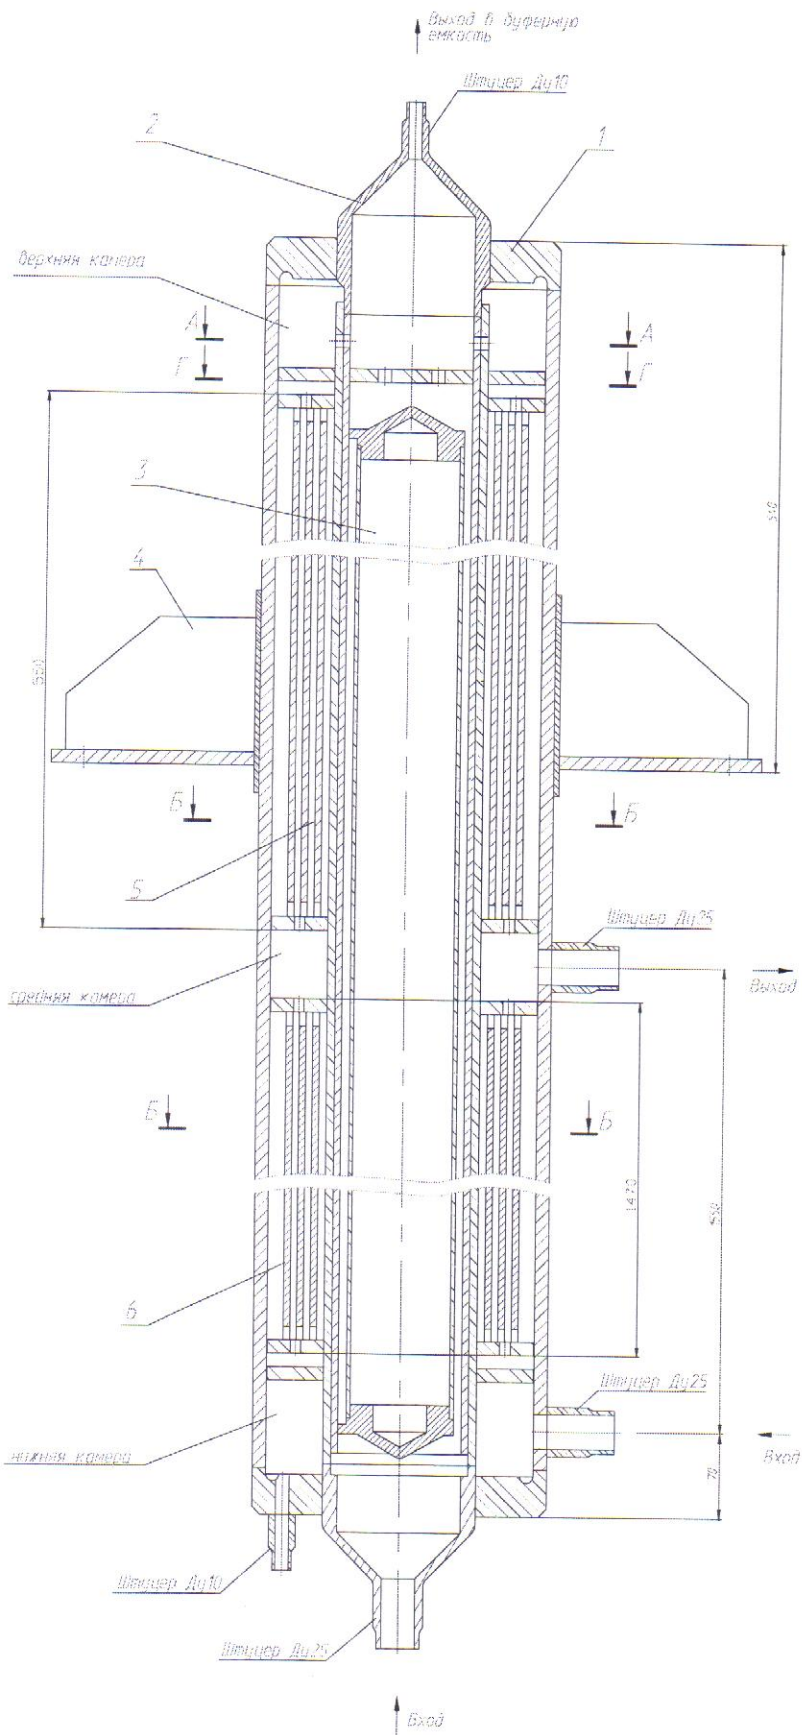 Выход в буферную
емкость
Штуцер Ду10
2
1
верхняя камера
А
А
Г
Г
3
4
Б
Б
5
Штуцер Ду25
Выход
средняя камера
Б
Б
1470
6
Штуцер Ду25
Вход
нижняя камера
Штуцер Ду10
Штуцер Ду25
Вход